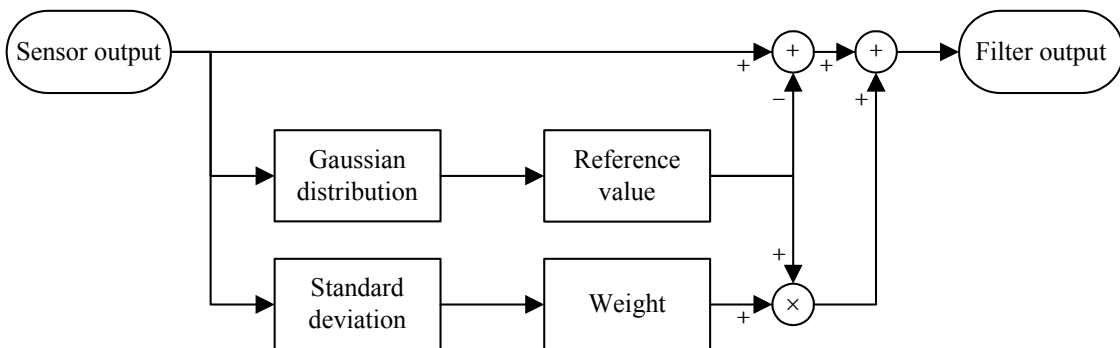 Sensor output
+
+
+
+
Filter output
−
+
Gaussian
distribution
Reference
value
+
Standard
deviation
Weight
+
×